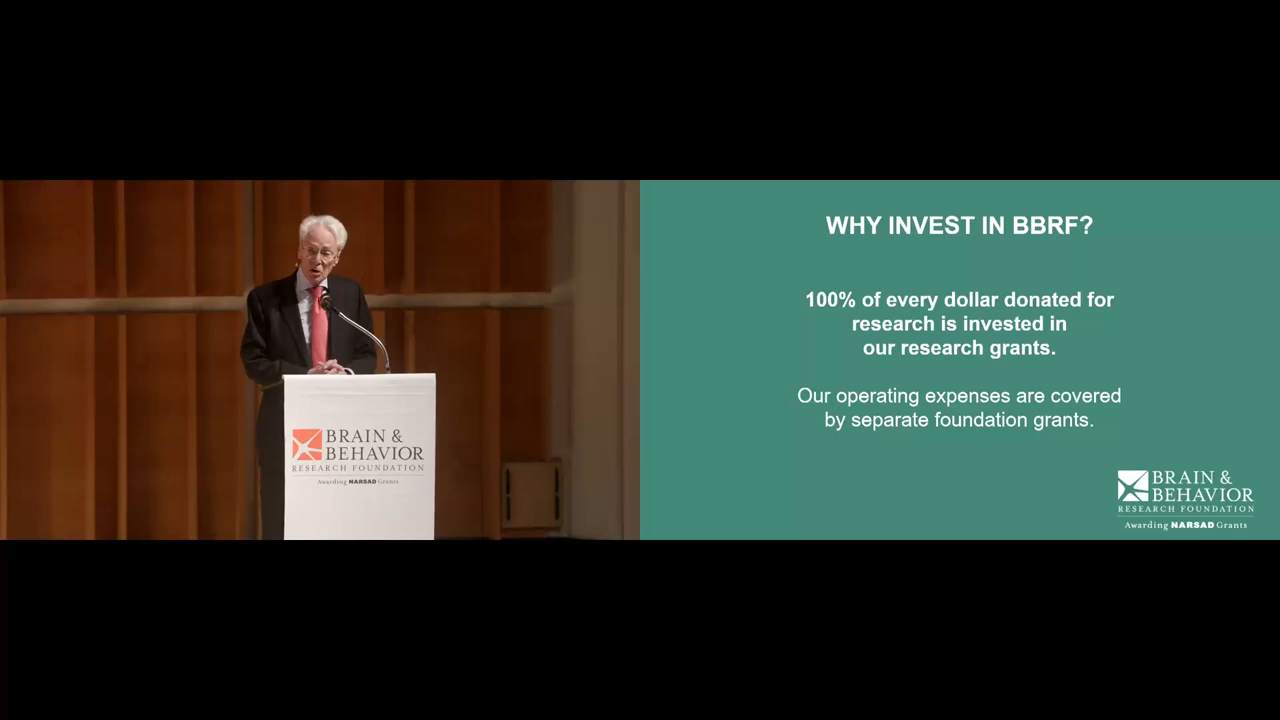 BRAIN &
BEHAVIOR
RESEARCH FOUNDATION
Awarding NARSAD Grants
WHY INVEST IN BBRF?
100% of every dollar donated for
research is invested in
our research grants.
Our operating expenses are covered
by separate foundation grants.
BRAIN &
BEHAVIOR
RESEARCH FOUNDATION
Awarding NARSAD Grants